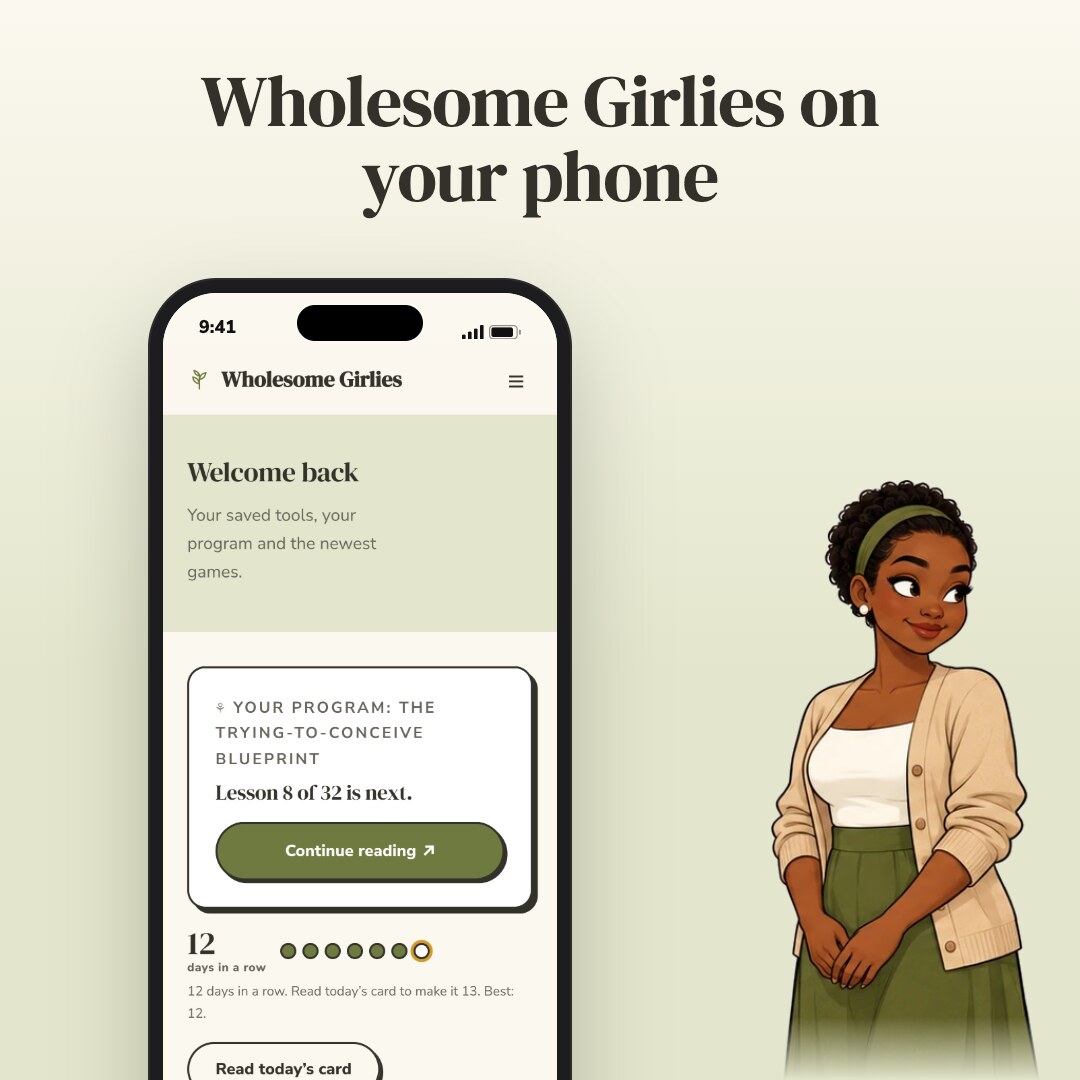 Wholesome Girlies on
your phone
9:41
Wholesome Girlies
Welcome back
Your saved tools, your
program and the newest
games.
YOUR PROGRAM: THE
TRYING-TO-CONCEIVE
BLUEPRINT
Lesson 8 of 32 is next.
Continue reading ↗
12
days in a row
12 days in a row. Read today’s card to make it 13. Best:
12.
Read today’s card